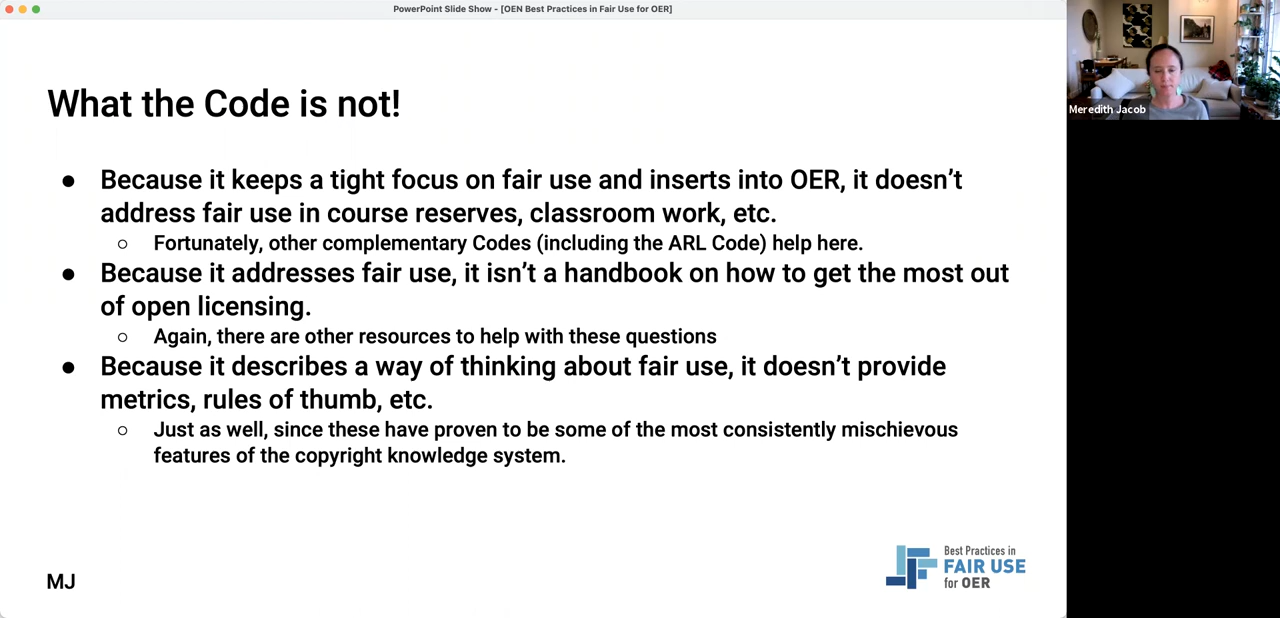 PowerPoint Slide Show - [OEN Best Practices in Fair Use for OER]
Meredith Jacob
What the Code is not!
● Because it keeps a tight focus on fair use and inserts into OER, it doesn’t
address fair use in course reserves, classroom work, etc.
○ Fortunately, other complementary Codes (including the ARL Code) help here.
● Because it addresses fair use, it isn’t a handbook on how to get the most out
of open licensing.
○ Again, there are other resources to help with these questions
● Because it describes a way of thinking about fair use, it doesn’t provide
metrics, rules of thumb, etc.
○ Just as well, since these have proven to be some of the most consistently mischievous
features of the copyright knowledge system.
MJ
Best Practices in
FAIR USE
for OER